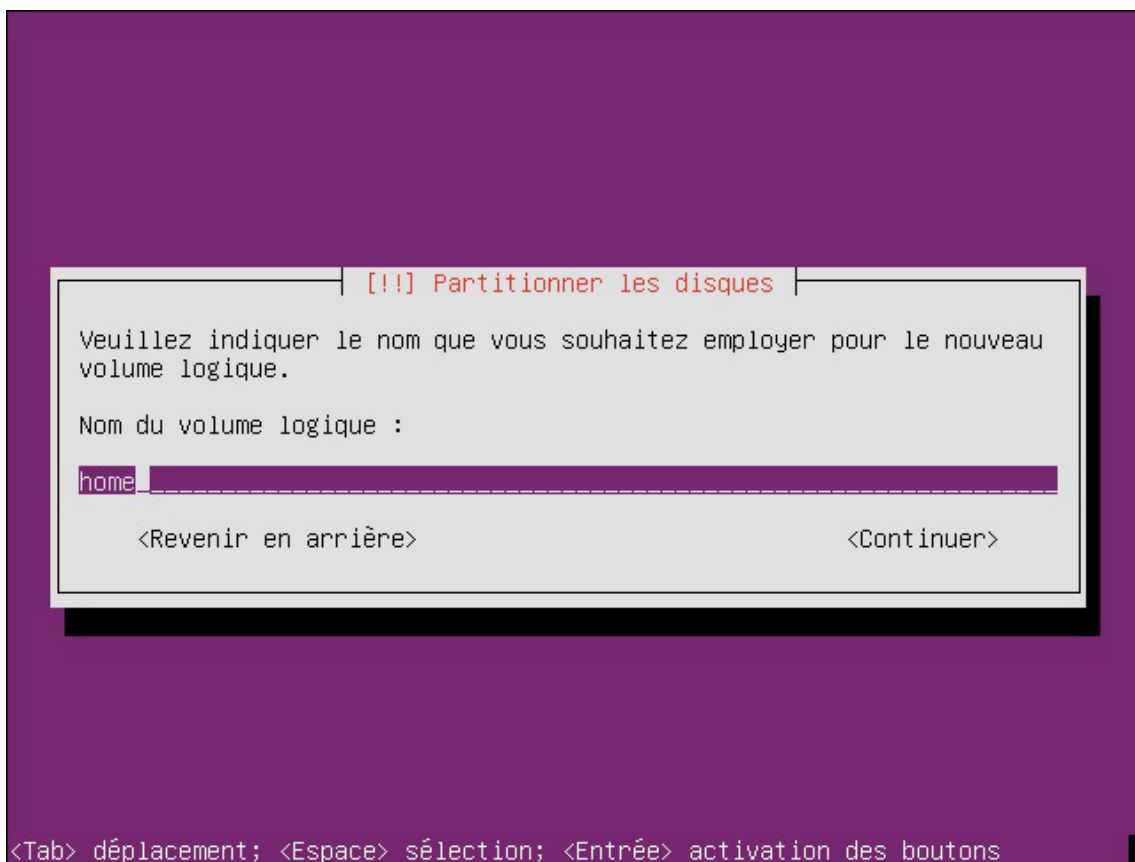 [!!] Partitionner les disques
Veuillez indiquer le nom que vous souhaitez employer pour le nouveau
volume logique.
Nom du volume logique :
home
<Revenir en arrière> <Continuer>
<Tab> déplacement; <Espace> sélection; <Entrée> activation des boutons